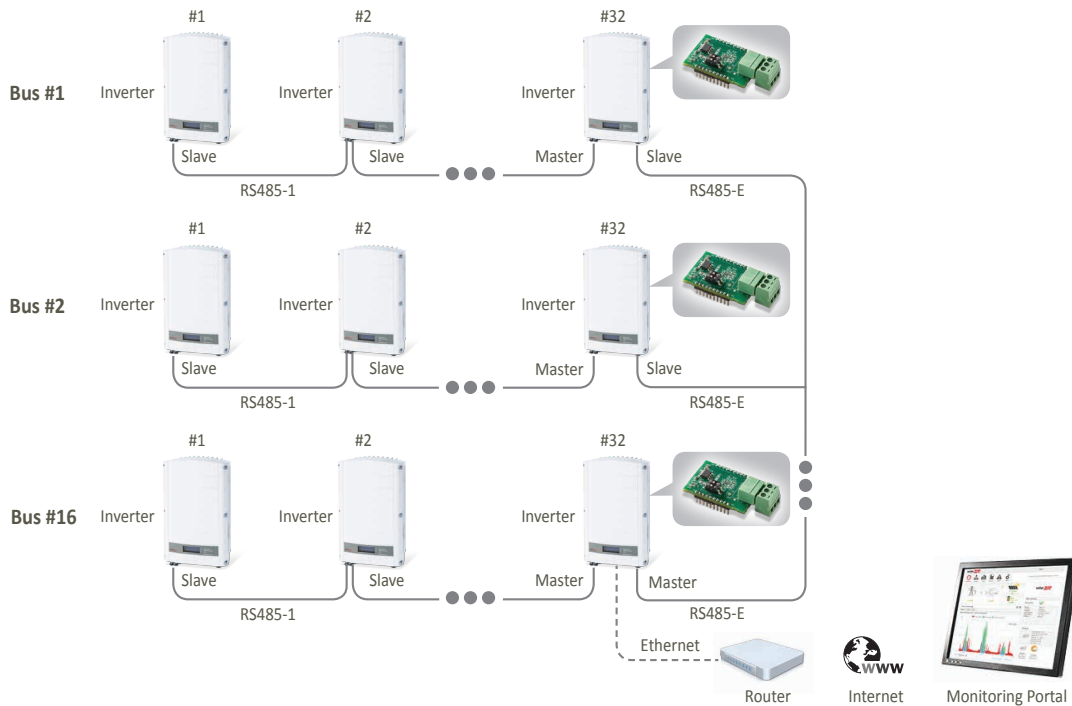 #1 #2 #32
Bus #1 Inverter Inverter Inverter
Slave Slave Master Slave
RS485-1 RS485-E
#1 #2 #32
Bus #2 Inverter Inverter Inverter
Slave Slave Master Slave
RS485-1 RS485-E
#1 #2 #32
Bus #16 Inverter Inverter Inverter
Slave Slave Master Master
RS485-1 RS485-E
Ethernet
WWW
Router Internet Monitoring Portal